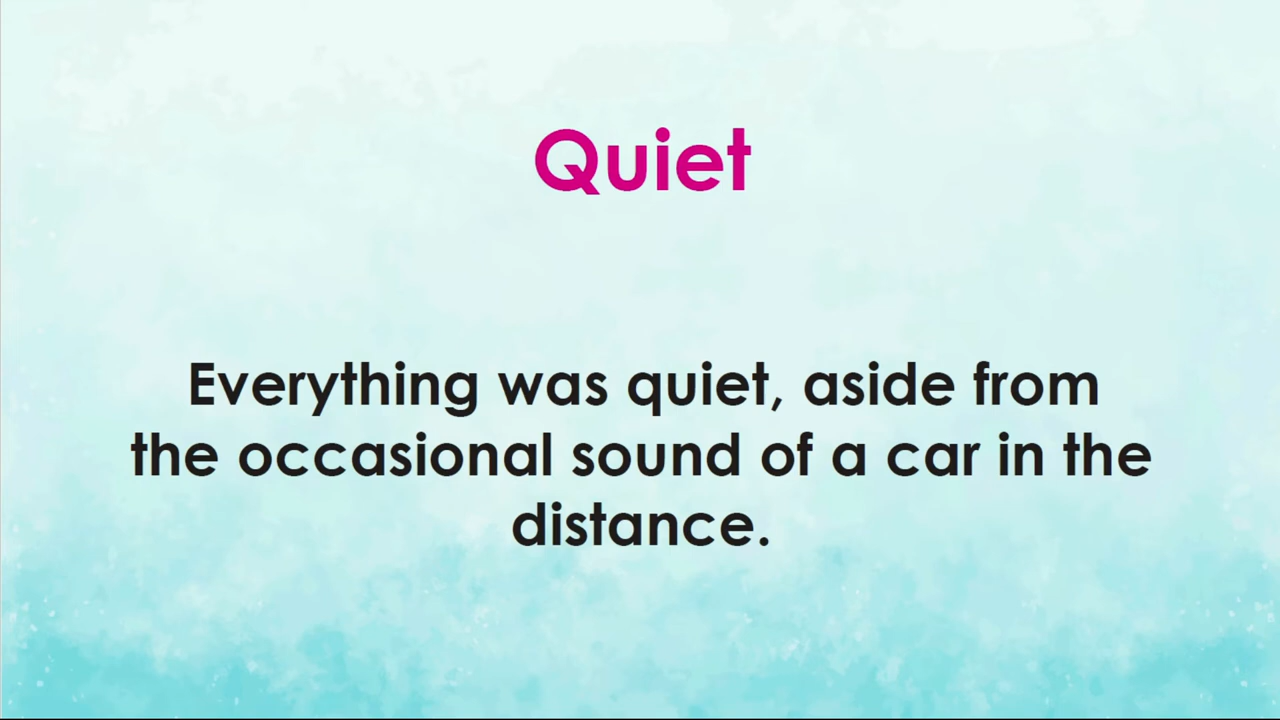 Quiet
Everything was quiet, aside from
the occasional sound of a car in the
distance.